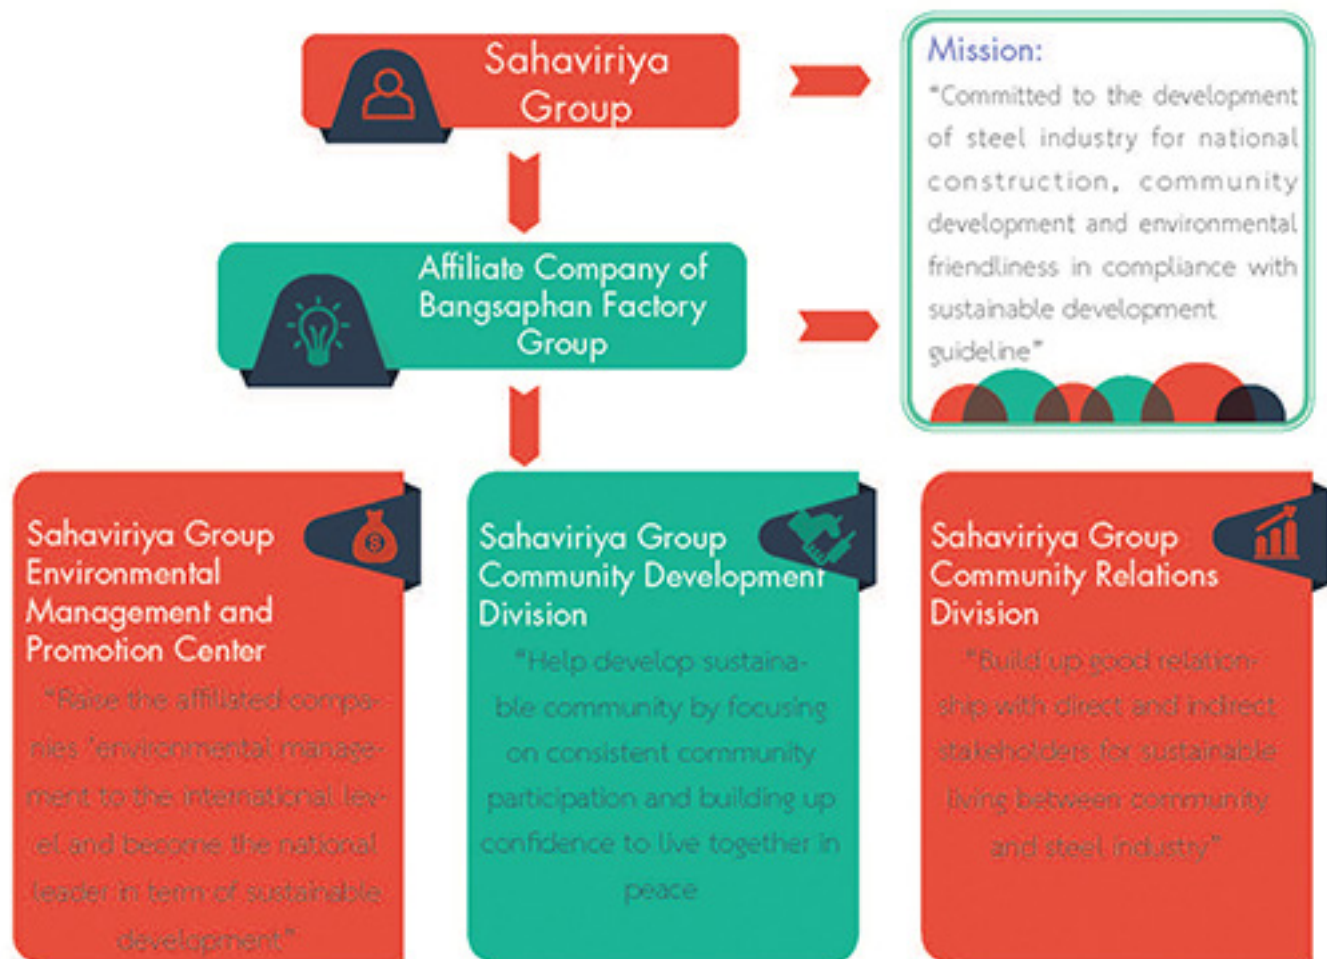 Sahaviriya
Group
Mission:
"Committed to the development
of steel industry for national
construction, community
development and environmental
friendliness in compliance with
sustainable development
guideline"
Affiliate Company of
Bangsaphan Factory
Group
Sahaviriya Group
Environmental
Management and
Promotion Center
"Raise the affiliated compa-
nies "environmental manage-
ment to the international lev-
el and become the national
leader in term of sustainable
development"
Sahaviriya Group
Community Development
Division
"Help develop sustaina-
ble community by focusing
on consistent community
participation and building up
confidence to live together in
peace
Sahaviriya Group
Community Relations
Division
"Build up good relation-
ship with direct and indirect
stakeholders for sustainable
living between community
and steel industry"